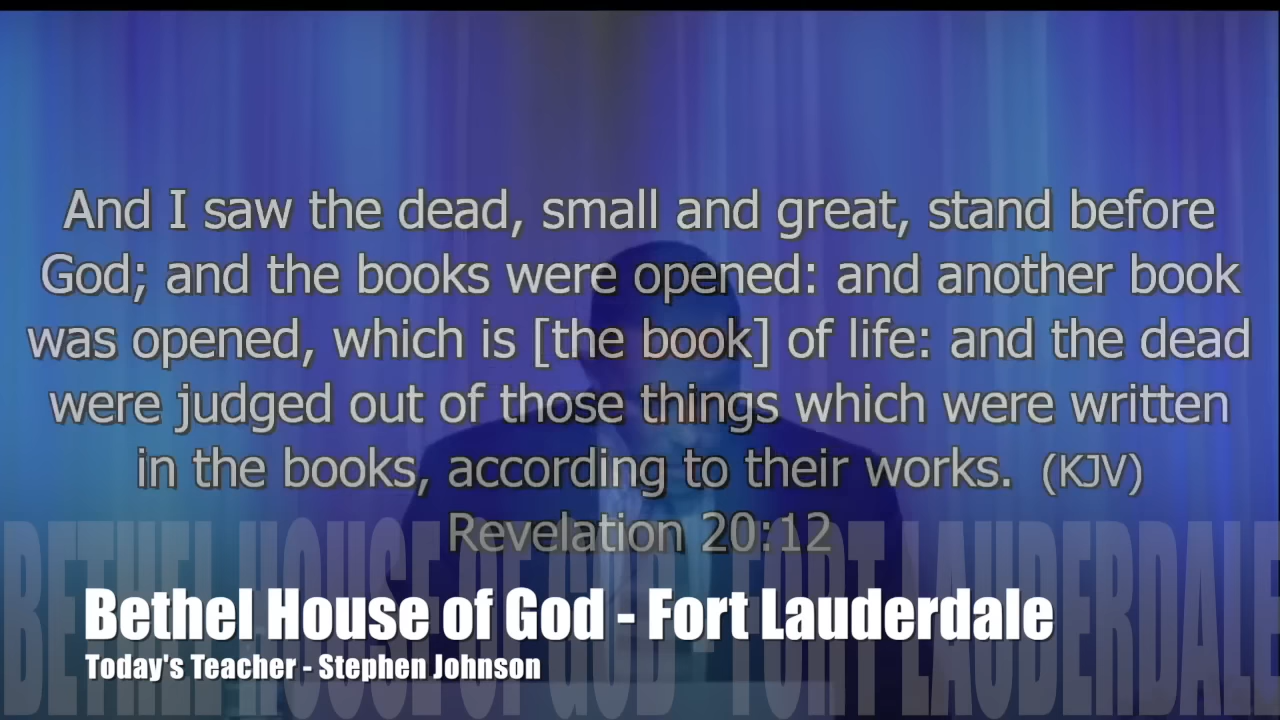 And I saw the dead, small and great, stand before
God; and the books were opened: and another book
was opened, which is [the book] of life: and the dead
were judged out of those things which were written
in the books, according to their works. (KJV)
Revelation 20:12
BETHEL HOUSE OF GOD - FORT LAUDERDALE
Bethel House of God - Fort Lauderdale
Today's Teacher - Stephen Johnson